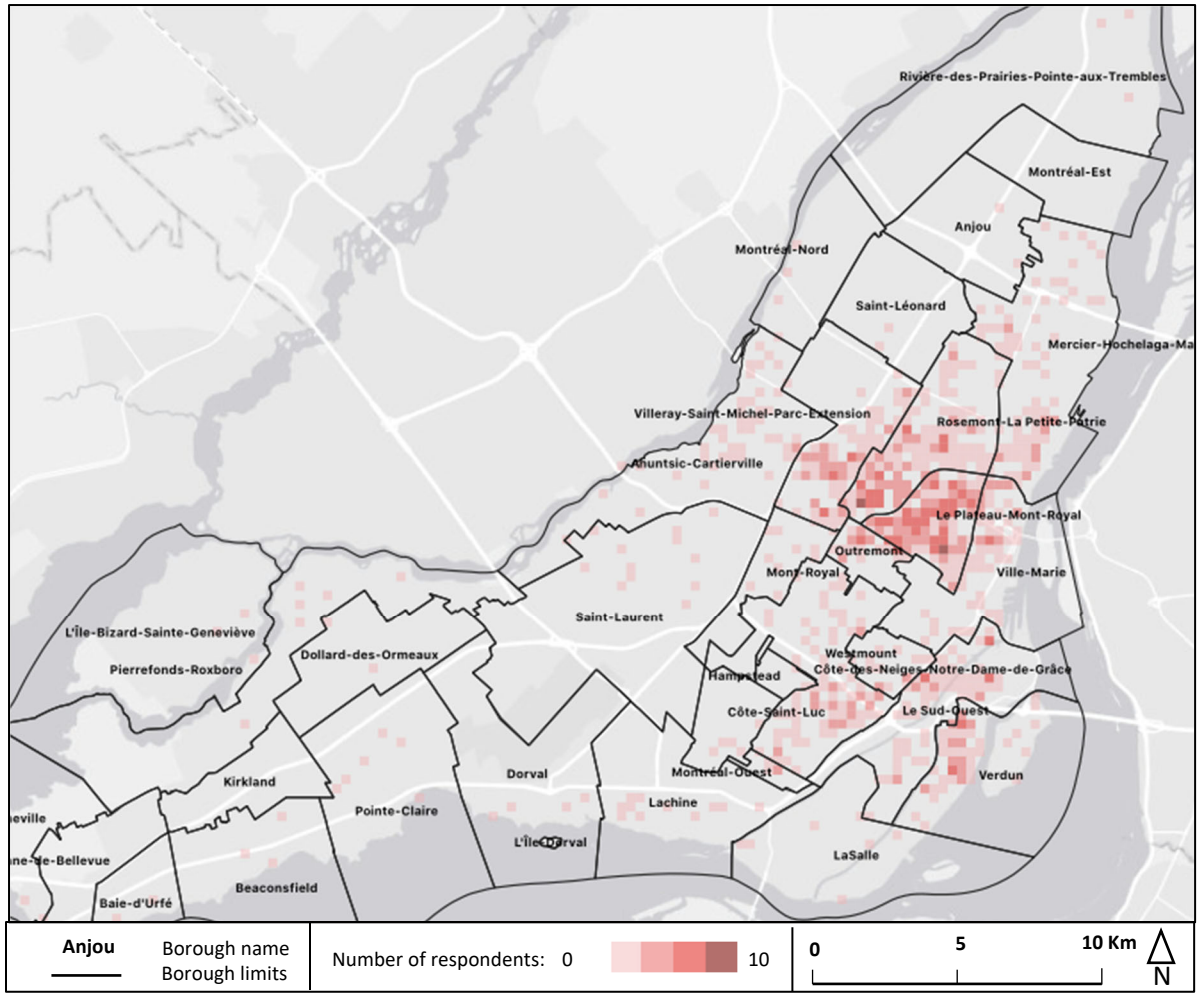 Rivière-des-Prairies-Pointe-aux-Trembles
Montréal-Est
Anjou
Montréal-Nord
Saint-Léonard
Mercier-Hochelaga-Ma
Villeray-Saint-Michel-Parc-Extension
Rosemont-La Petite-Patrie
Ahuntsic-Cartierville
Le Plateau-Mont-Royal
Outremont
Mont-Royal
Ville-Marie
Saint-Laurent
L'Île-Bizard-Sainte-Geneviève
Dollard-des-Ormeaux
Westmount
Pierrefonds-Roxboro
Côte-des-Neiges-Notre-Dame-de-Grâce
Hampstead
Côte-Saint-Luc
Le Sud-Ouest
Dorval
Montréal-Ouest
Verdun
Kirkland
Lachine
Pointe-Claire
neville
L'Île-Dorval
LaSalle
nne-de-Bellevue
Beaconsfield
Baie-d'Urfé
Anjou Borough name
Borough limits
Number of respondents: 0 10
0 5 10 Km
N